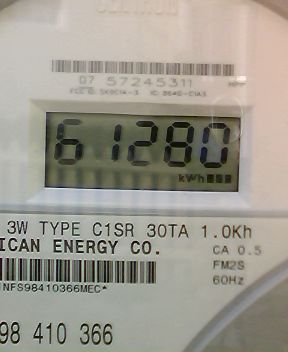 CENTRON
07 57245311
61280
kWh
3W TYPE C1SR 30TA 1.0Kh
ICAN ENERGY CO.
CA 0.5
FM2S
60Hz
NFS98410366MEC*
98 410 366